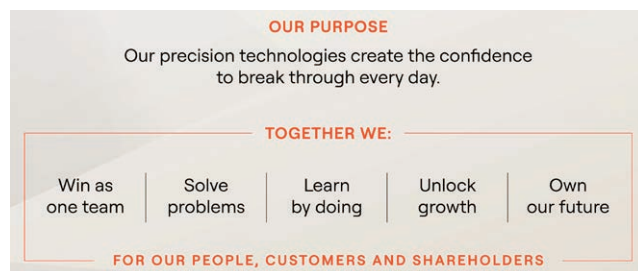 OUR PURPOSE
Our precision technologies create the confidence
to break through every day.
TOGETHER WE:
Win as
one team
Solve
problems
Learn
by doing
Unlock
growth
Own
our future
FOR OUR PEOPLE, CUSTOMERS AND SHAREHOLDERS